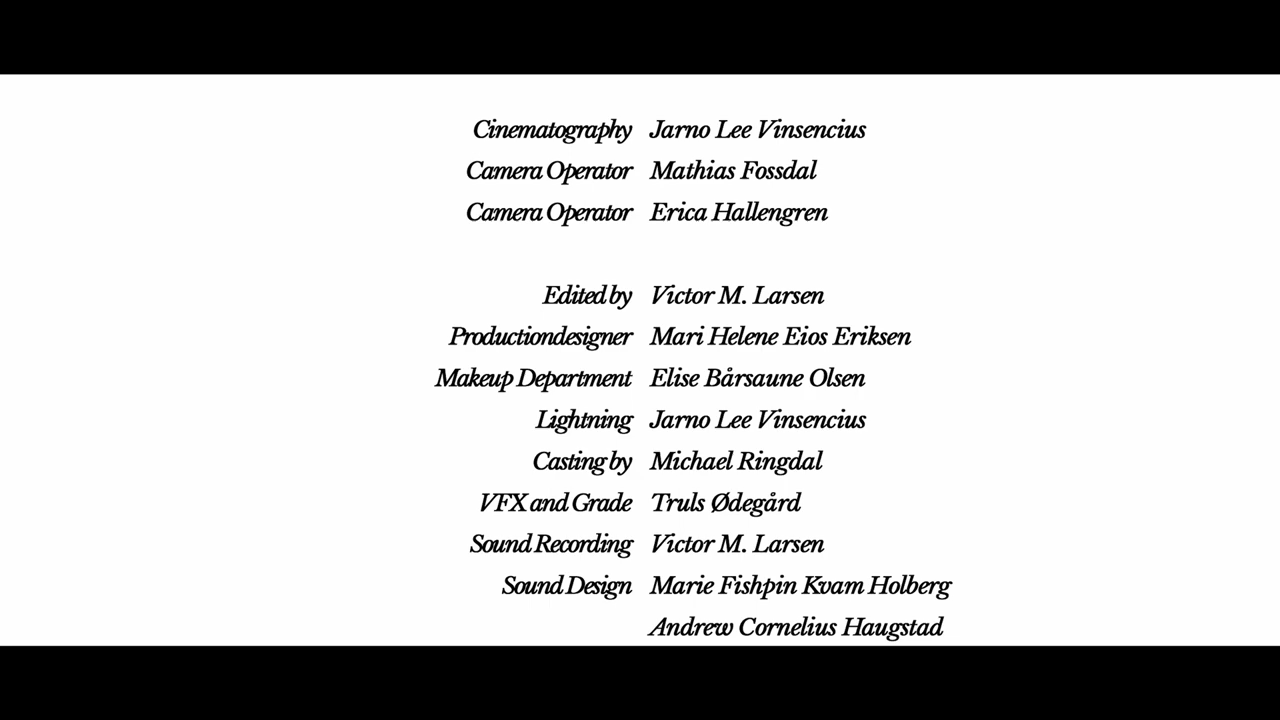 Cinematography Jarno Lee Vinsencius
Camera Operator Mathias Fossdal
Camera Operator Erica Hallengren
Edited by Victor M. Larsen
Productiondesigner Mari Helene Eios Eriksen
Makeup Department Elise Bårsaune Olsen
Lightning Jarno Lee Vinsencius
Casting by Michael Ringdal
VFX and Grade Truls Ødegård
Sound Recording Victor M. Larsen
Sound Design Marie Fishpin Kvam Holberg
Andrew Cornelius Haugstad